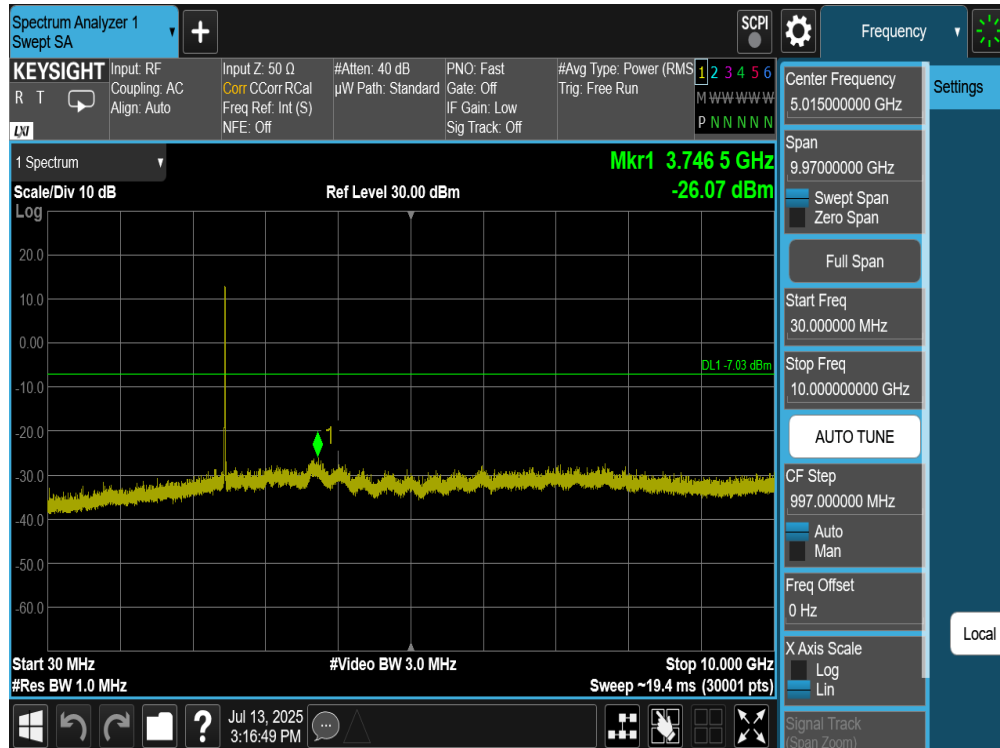 Spectrum Analyzer 1
Swept SA
+
SCPI
Frequency
KEYSIGHT
R T
LXI
Input: RF
Coupling: AC
Align: Auto
Input Z: 50 Ω
Corr CCorr RCal
Freq Ref: Int (S)
NFE: Off
#Atten: 40 dB
µW Path: Standard
PNO: Fast
Gate: Off
IF Gain: Low
Sig Track: Off
#Avg Type: Power (RMS
Trig: Free Run
1 2 3 4 5 6
M W W W W W
P N N N N N
1 Spectrum
Mkr1 3.746 5 GHz
-26.07 dBm
Scale/Div 10 dB
Ref Level 30.00 dBm
Log
20.0
10.0
0.00
DL1 -7.03 dBm
-10.0
-20.0
1
-30.0
-40.0
-50.0
-60.0
Start 30 MHz
#Video BW 3.0 MHz
Stop 10.000 GHz
#Res BW 1.0 MHz
Sweep ~19.4 ms (30001 pts)
Center Frequency
5.015000000 GHz
Settings
Span
9.97000000 GHz
Swept Span
Zero Span
Full Span
Start Freq
30.000000 MHz
Stop Freq
10.000000000 GHz
AUTO TUNE
CF Step
997.000000 MHz
Auto
Man
Freq Offset
0 Hz
Local
X Axis Scale
Log
Lin
Signal Track
(Span Zoom)
?
Jul 13, 2025
3:16:49 PM